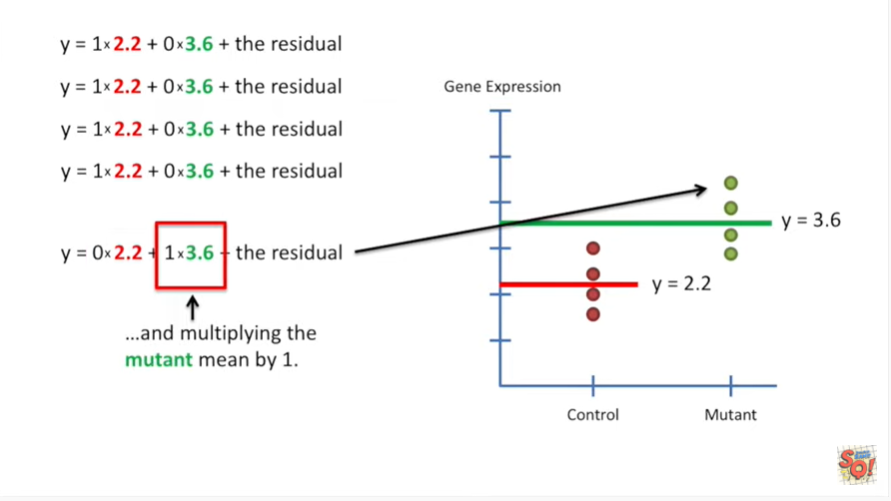 y = 1×2.2 + 0×3.6 + the residual
y = 1×2.2 + 0×3.6 + the residual
y = 1×2.2 + 0×3.6 + the residual
y = 1×2.2 + 0×3.6 + the residual
y = 0×2.2 + 1×3.6 + the residual
...and multiplying the
mutant mean by 1.
Gene Expression
y = 3.6
y = 2.2
Control
Mutant
SQ!